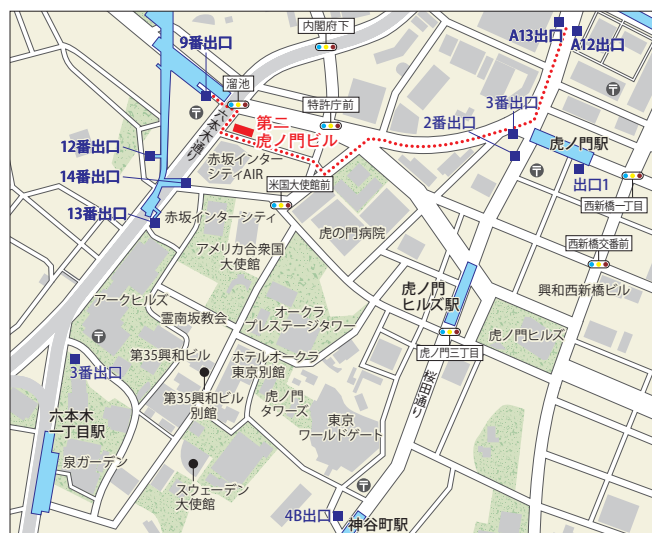 内閣府下
A13出口
A12出口
9番出口
溜池
特許庁前
3番出口
2番出口
第二
虎ノ門ビル
六本木通り
虎ノ門駅
12番出口
赤坂インター
シティAIR
14番出口
米国大使館前
出口1
西新橋一丁目
13番出口
赤坂インターシティ
虎の門病院
アメリカ合衆国
大使館
西新橋交番前
虎ノ門
ヒルズ駅
興和西新橋ビル
アークヒルズ
霊南坂教会
オークラ
プレステージタワー
虎ノ門ヒルズ
虎ノ門三丁目
第35興和ビル
ホテルオークラ
東京別館
3番出口
桜田通り
第35興和ビル
別館
虎ノ門
タワーズ
六本木
一丁目駅
東京
ワールドゲート
泉ガーデン
スウェーデン
大使館
4B出口
神谷町駅